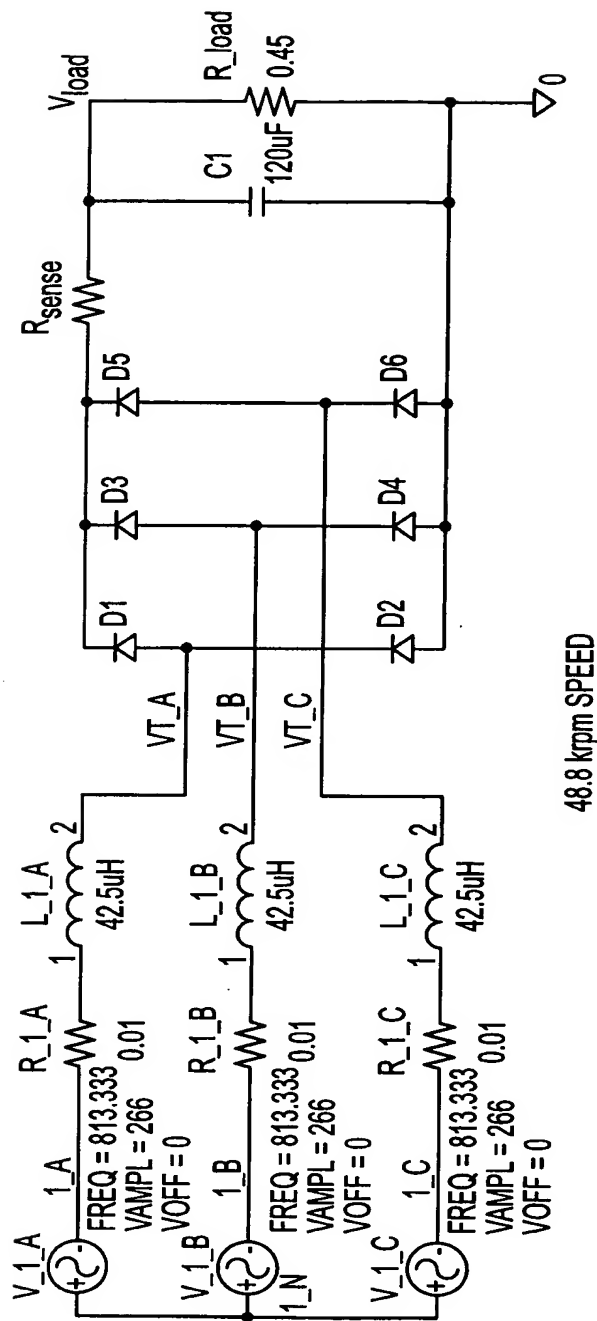 V_1_A
1_A
FREQ = 813.333
VAMPL = 266
VOFF = 0
R_1_A
0.01
1
L_1_A
2
42.5uH
VT_A
V_1_B
1_B
1_N
FREQ = 813.333
VAMPL = 266
VOFF = 0
R_1_B
0.01
1
L_1_B
2
42.5uH
VT_B
V_1_C
1_C
FREQ = 813.333
VAMPL = 266
VOFF = 0
R_1_C
0.01
1
L_1_C
2
42.5uH
VT_C
D1
D3
D5
D2
D4
D6
Rsense
Vload
C1
120uF
R_load
0.45
0
48.8 krpm SPEED